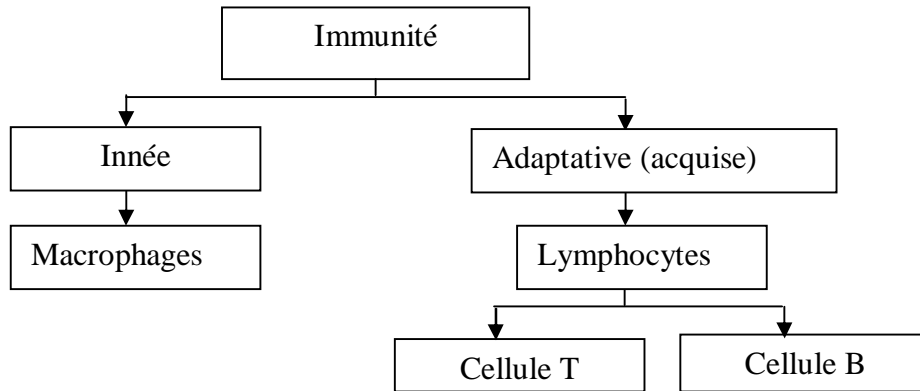 Immunité
Innée
Adaptative (acquise)
Macrophages
Lymphocytes
Cellule T
Cellule B